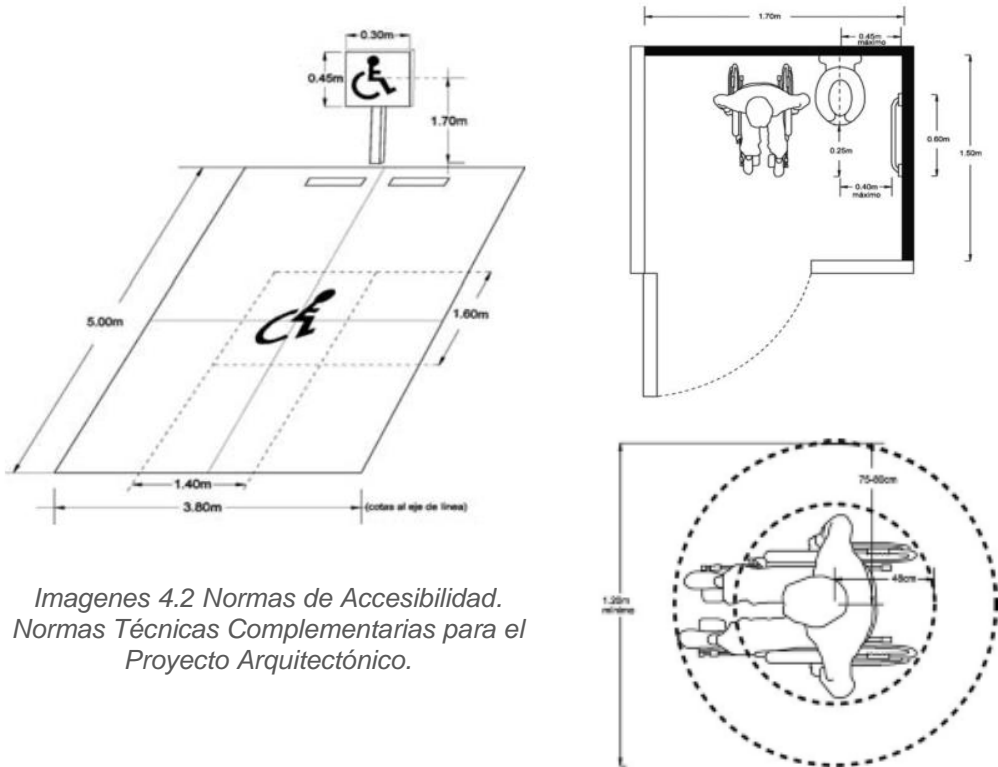 0.30m
0.45m
1.70m
5.00m
1.60m
1.40m
3.80m
(cotas al eje de línea)
1.70m
0.45m
máximo
0.25m
0.60m
1.50m
0.40m
máximo
75-80cm
48cm
1.20m
mínimo
Imagenes 4.2 Normas de Accesibilidad.
Normas Técnicas Complementarias para el
Proyecto Arquitectónico.